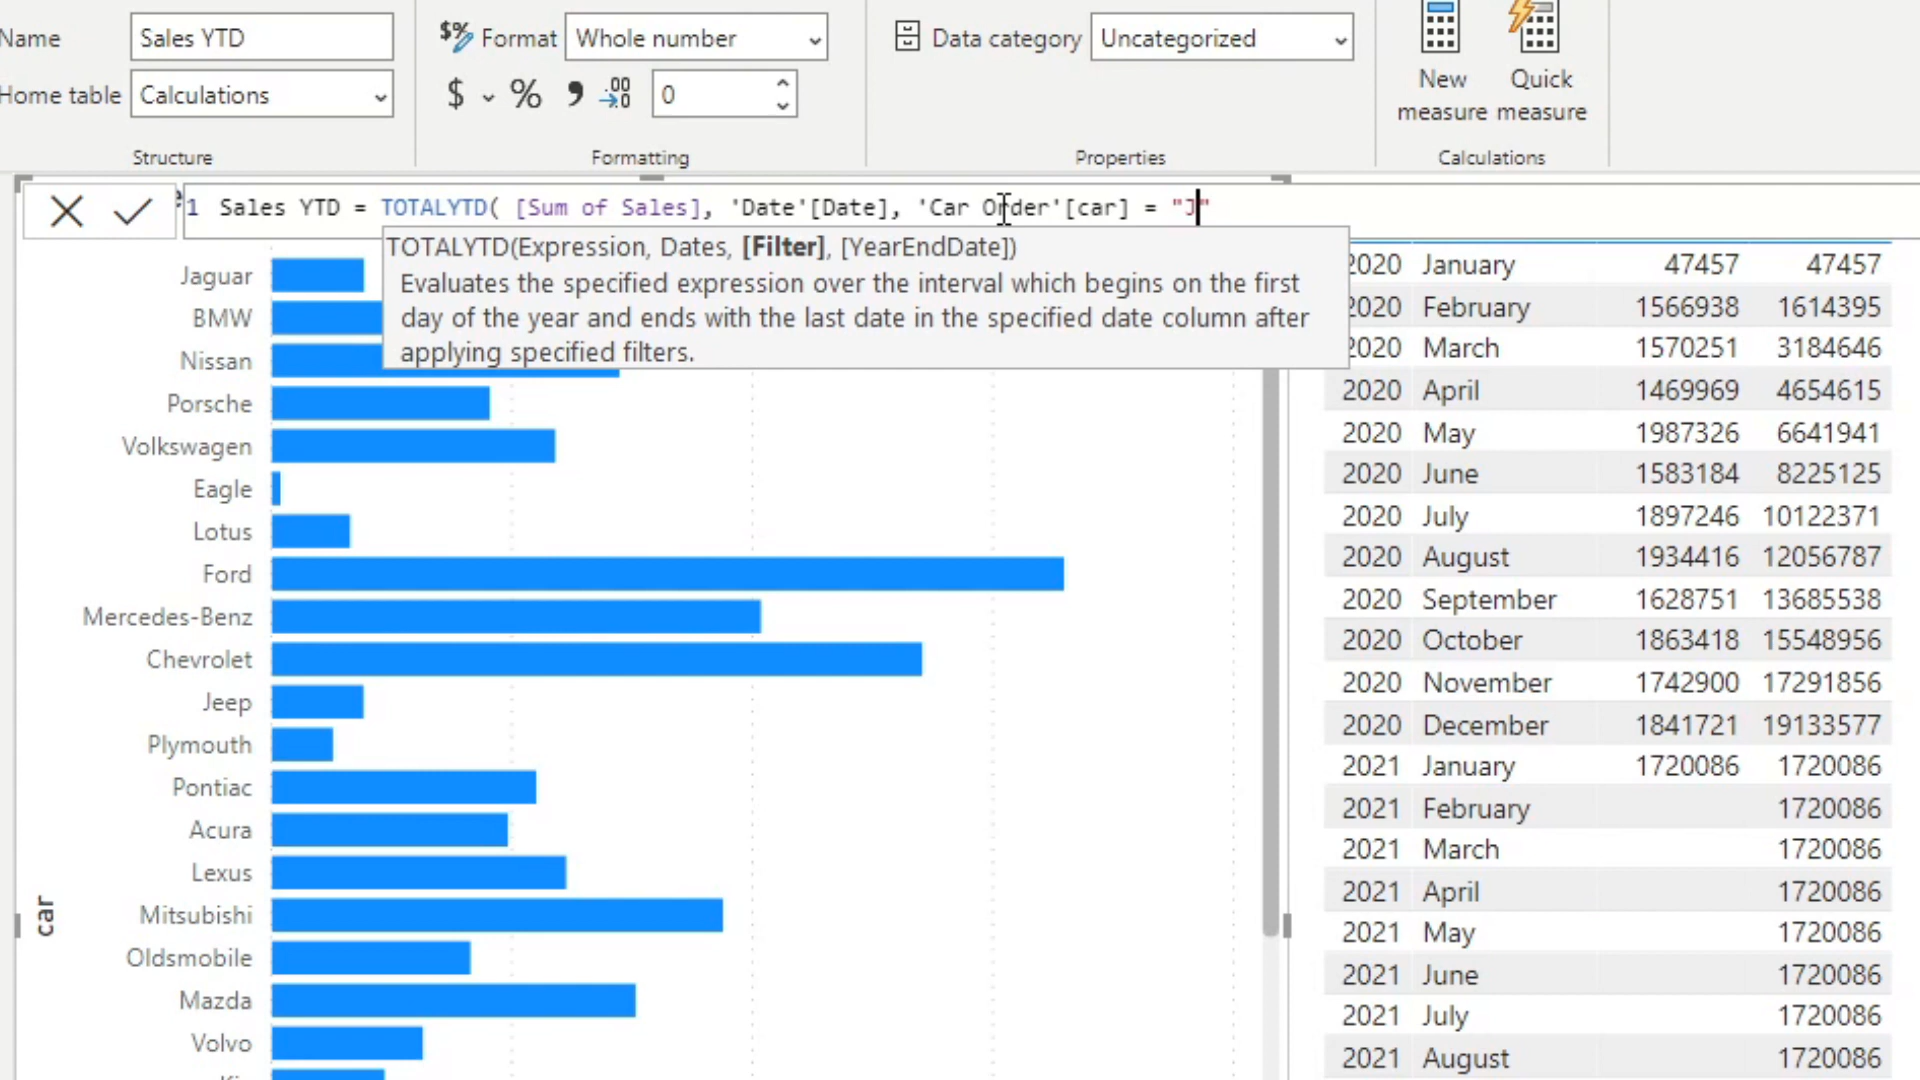 Name Sales YTD
Home table Calculations
Structure
$% Format Whole number
$ % , .00 0
Formatting
Data category Uncategorized
Properties
New measure
Quick measure
Calculations
1 Sales YTD = TOTALYTD( [Sum of Sales], 'Date'[Date], 'Car Order'[car] = "J"
TOTALYTD(Expression, Dates, [Filter], [YearEndDate])
Evaluates the specified expression over the interval which begins on the first
day of the year and ends with the last date in the specified date column after
applying specified filters.
car
Jaguar
BMW
Nissan
Porsche
Volkswagen
Eagle
Lotus
Ford
Mercedes-Benz
Chevrolet
Jeep
Plymouth
Pontiac
Acura
Lexus
Mitsubishi
Oldsmobile
Mazda
Volvo
2020 January 47457 47457
2020 February 1566938 1614395
2020 March 1570251 3184646
2020 April 1469969 4654615
2020 May 1987326 6641941
2020 June 1583184 8225125
2020 July 1897246 10122371
2020 August 1934416 12056787
2020 September 1628751 13685538
2020 October 1863418 15548956
2020 November 1742900 17291856
2020 December 1841721 19133577
2021 January 1720086 1720086
2021 February 1720086
2021 March 1720086
2021 April 1720086
2021 May 1720086
2021 June 1720086
2021 July 1720086
2021 August 1720086